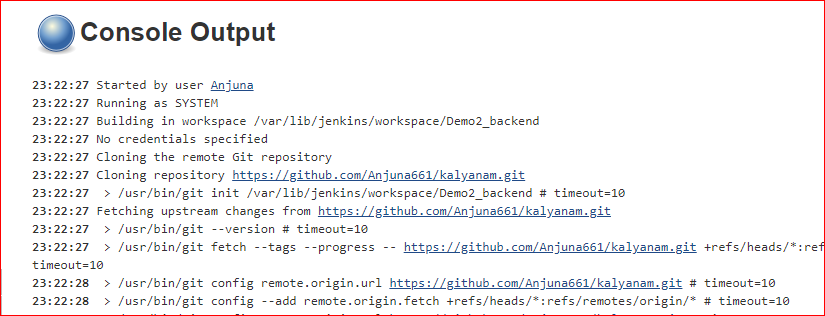 Console Output
23:22:27 Started by user Anjuna
23:22:27 Running as SYSTEM
23:22:27 Building in workspace /var/lib/jenkins/workspace/Demo2_backend
23:22:27 No credentials specified
23:22:27 Cloning the remote Git repository
23:22:27 Cloning repository https://github.com/Anjuna661/kalyanam.git
23:22:27 > /usr/bin/git init /var/lib/jenkins/workspace/Demo2_backend # timeout=10
23:22:27 Fetching upstream changes from https://github.com/Anjuna661/kalyanam.git
23:22:27 > /usr/bin/git --version # timeout=10
23:22:27 > /usr/bin/git fetch --tags --progress -- https://github.com/Anjuna661/kalyanam.git +refs/heads/*:ref
timeout=10
23:22:28 > /usr/bin/git config remote.origin.url https://github.com/Anjuna661/kalyanam.git # timeout=10
23:22:28 > /usr/bin/git config --add remote.origin.fetch +refs/heads/*:refs/remotes/origin/* # timeout=10